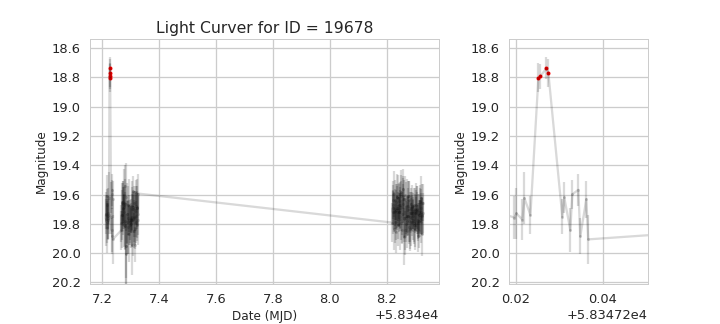 Light Curver for ID = 19678
18.6
18.8
19.0
19.2
19.4
19.6
19.8
20.0
20.2
Magnitude
7.2 7.4 7.6 7.8 8.0 8.2
Date (MJD)
+5.834e4
18.6
18.8
19.0
19.2
19.4
19.6
19.8
20.0
20.2
Magnitude
0.02 0.04
+5.83472e4